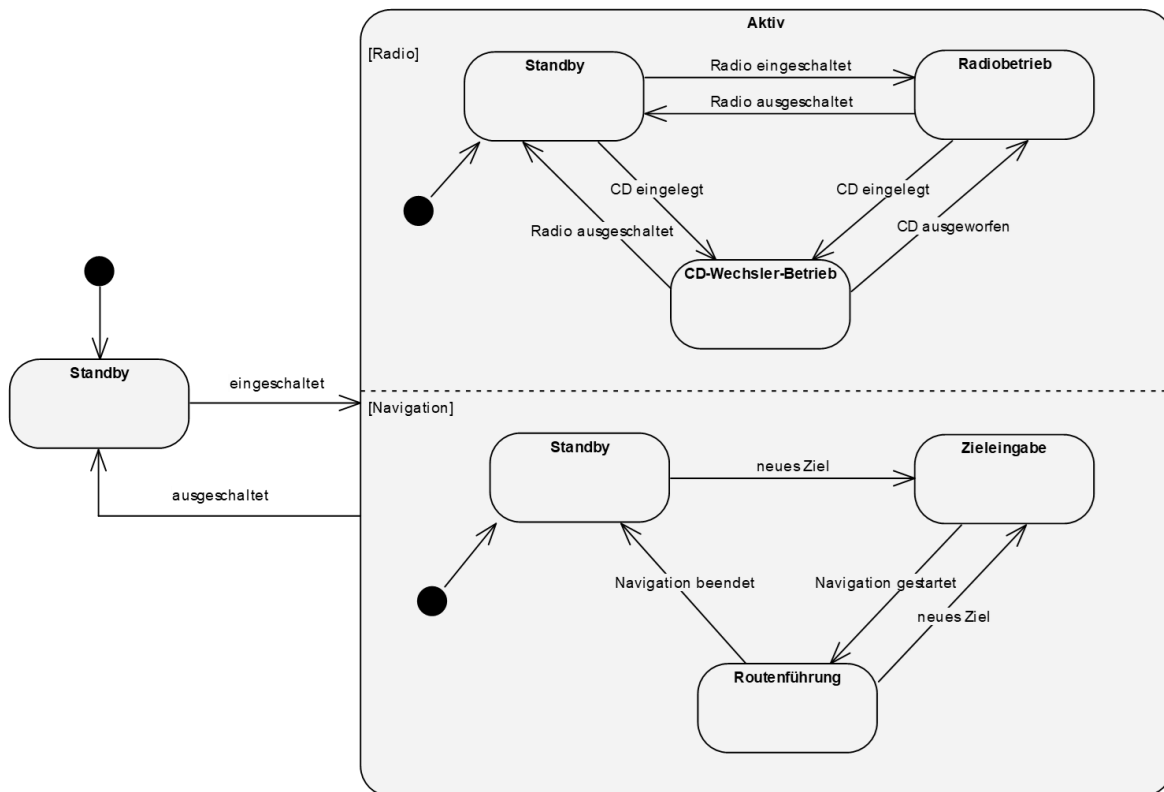 Aktiv
[Radio]
Standby
Radio eingeschaltet
Radiobetrieb
Radio ausgeschaltet
CD eingelegt
CD eingelegt
Radio ausgeschaltet
CD ausgeworfen
CD-Wechsler-Betrieb
Standby
eingeschaltet
ausgeschaltet
[Navigation]
Standby
neues Ziel
Zieleingabe
Navigation beendet
Navigation gestartet
neues Ziel
Routenführung